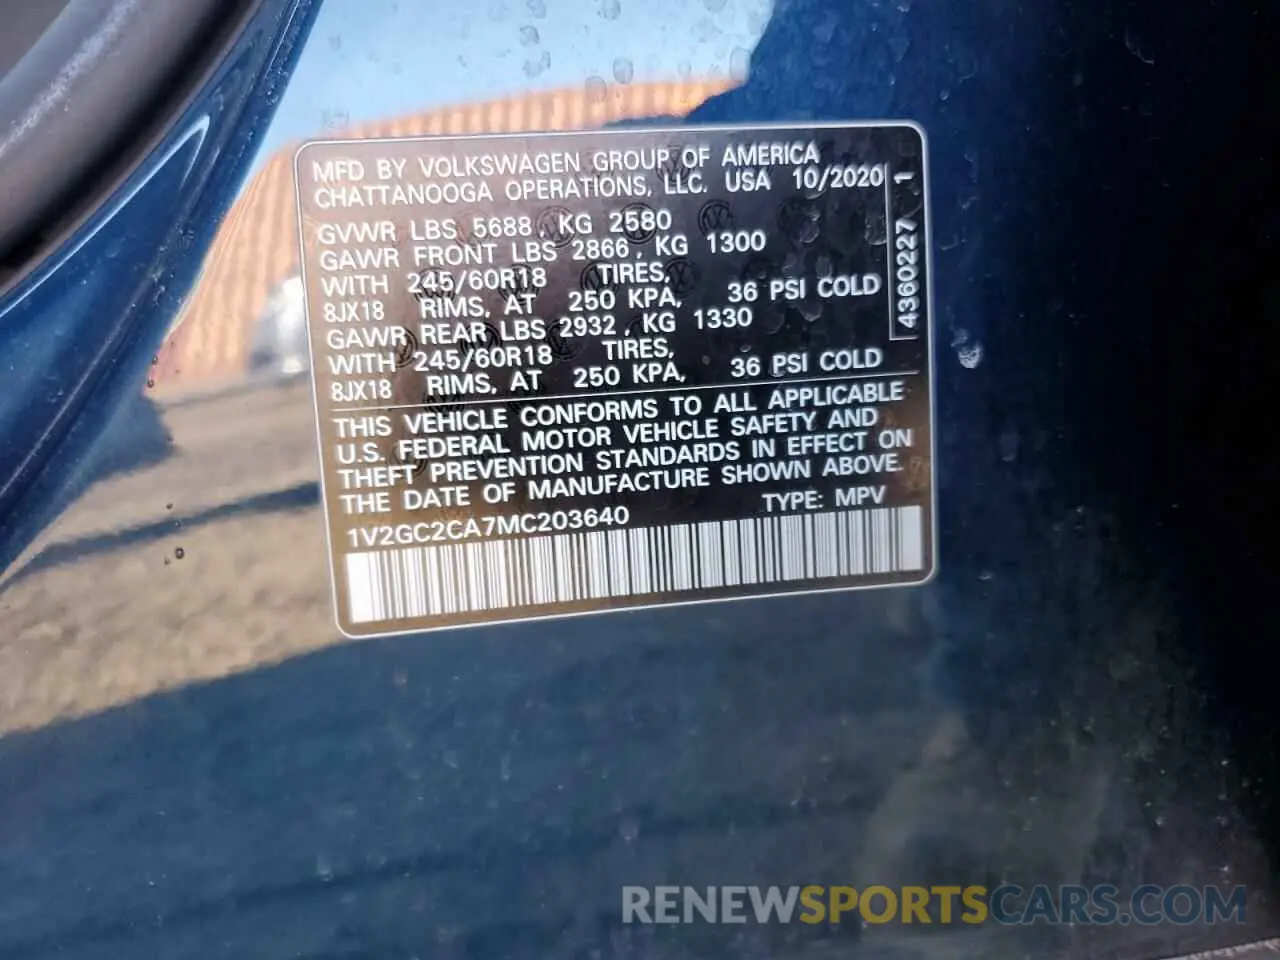 MFD BY VOLKSWAGEN GROUP OF AMERICA
CHATTANOOGA OPERATIONS, LLC. USA 10/2020
GVWR LBS 5688, KG 2580
GAWR FRONT LBS 2866, KG 1300
WITH 245/60R18 TIRES,
8JX18 RIMS, AT 250 KPA, 36 PSI COLD
GAWR REAR LBS 2932, KG 1330
WITH 245/60R18 TIRES,
8JX18 RIMS, AT 250 KPA, 36 PSI COLD
4360227 1
THIS VEHICLE CONFORMS TO ALL APPLICABLE
U.S. FEDERAL MOTOR VEHICLE SAFETY AND
THEFT PREVENTION STANDARDS IN EFFECT ON
THE DATE OF MANUFACTURE SHOWN ABOVE.
1V2GC2CA7MC203640 TYPE: MPV
RENEWSPORTSCARS.COM